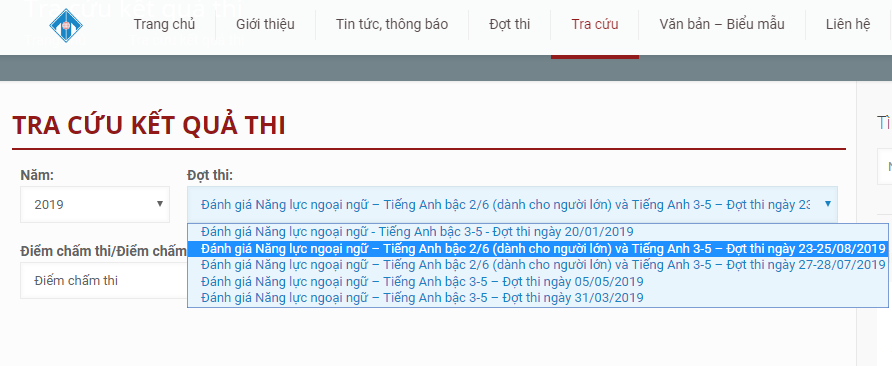 Tra cứu kết quả thi
Trang chủ Giới thiệu Tin tức, thông báo Đợt thi Tra cứu Văn bản – Biểu mẫu Liên hệ
TRA CỨU KẾT QUẢ THI
Năm: Đợt thi:
2019 Đánh giá Năng lực ngoại ngữ – Tiếng Anh bậc 2/6 (dành cho người lớn) và Tiếng Anh 3-5 – Đợt thi ngày 23
Đánh giá Năng lực ngoại ngữ - Tiếng Anh bậc 3-5 - Đợt thi ngày 20/01/2019
Đánh giá Năng lực ngoại ngữ – Tiếng Anh bậc 2/6 (dành cho người lớn) và Tiếng Anh 3-5 – Đợt thi ngày 23-25/08/2019
Điểm chấm thi/Điểm chấm
Đánh giá Năng lực ngoại ngữ – Tiếng Anh bậc 2/6 (dành cho người lớn) và Tiếng Anh 3-5 – Đợt thi ngày 27-28/07/2019
Điểm chấm thi
Đánh giá Năng lực ngoại ngữ – Tiếng Anh bậc 3-5 – Đợt thi ngày 05/05/2019
Đánh giá Năng lực ngoại ngữ – Tiếng Anh bậc 3-5 – Đợt thi ngày 31/03/2019